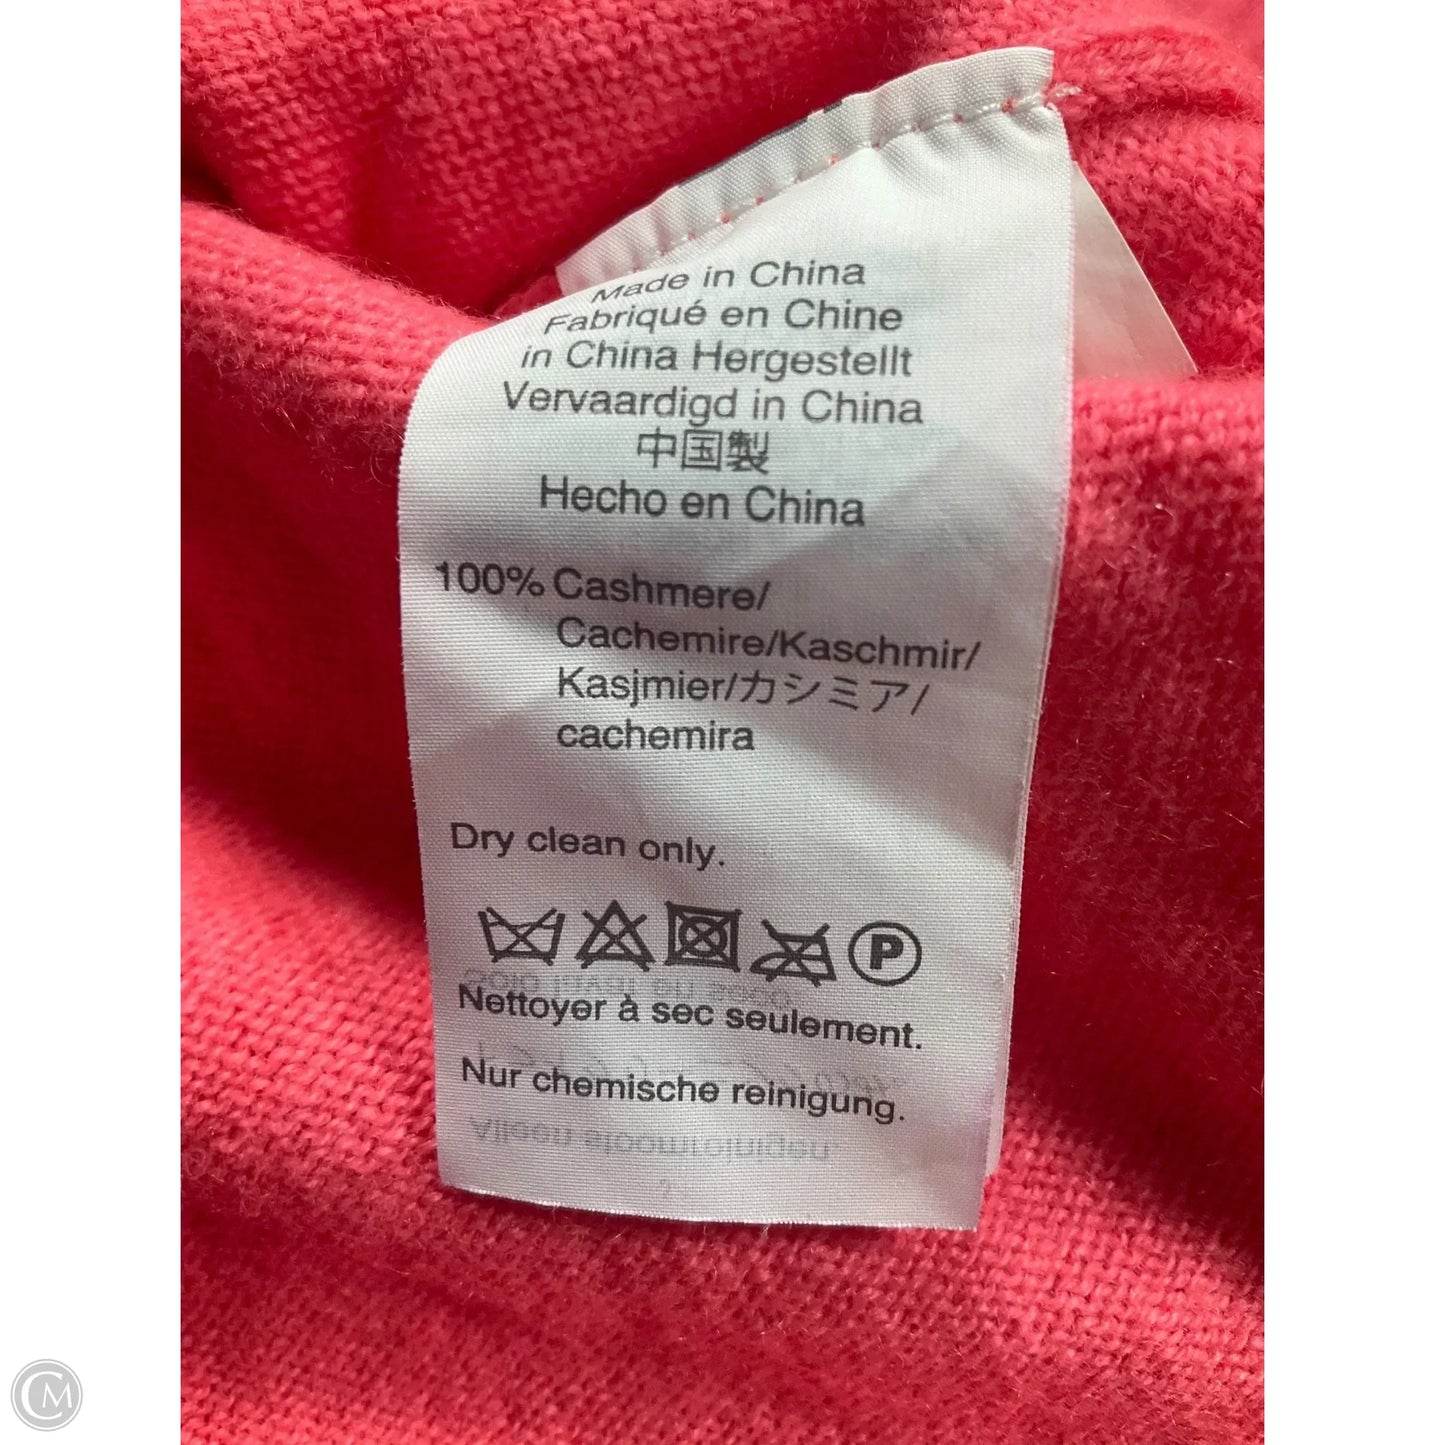 Made in China
Fabriqué en Chine
in China Hergestellt
Vervaardigd in China
中国製
Hecho en China
100% Cashmere/
Cachemire/Kaschmir/
Kasjmier/カシミア/
cachemira
Dry clean only.
P
Nettoyer à sec seulement.
Nur chemische reinigung.
CM